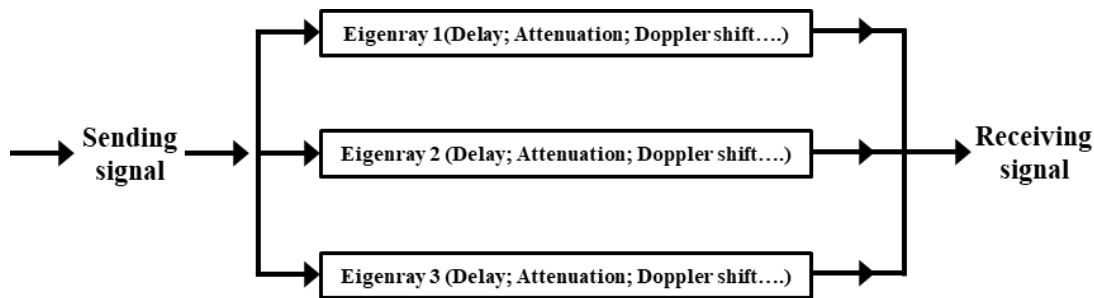 Eigenray 1(Delay; Attenuation; Doppler shift….)
Sending
signal
Eigenray 2 (Delay; Attenuation; Doppler shift….)
Receiving
signal
Eigenray 3 (Delay; Attenuation; Doppler shift….)